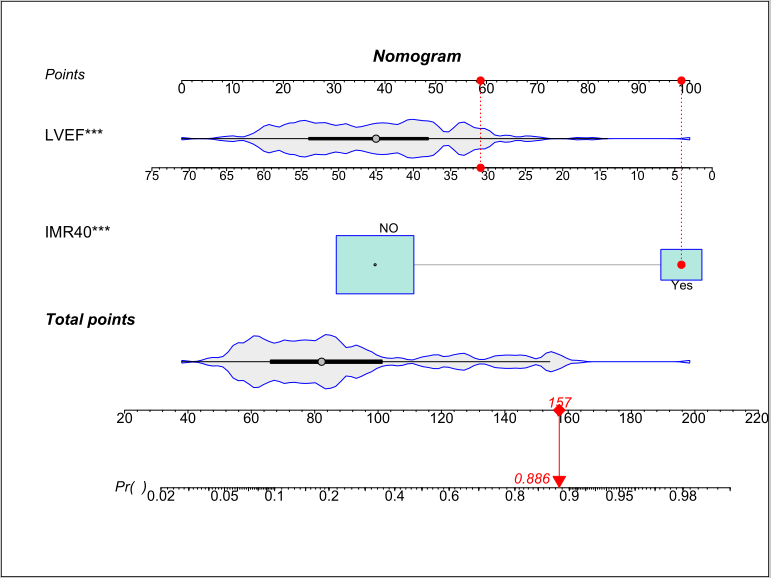 Nomogram
Points
0 10 20 30 40 50 60 70 80 90 100
LVEF***
75 70 65 60 55 50 45 40 35 30 25 20 15 10 5 0
IMR40***
NO
Yes
Total points
157
20 40 60 80 100 120 140 160 180 200 220
0.886
Pr( )
0.02 0.05 0.1 0.2 0.4 0.6 0.8 0.9 0.95 0.98